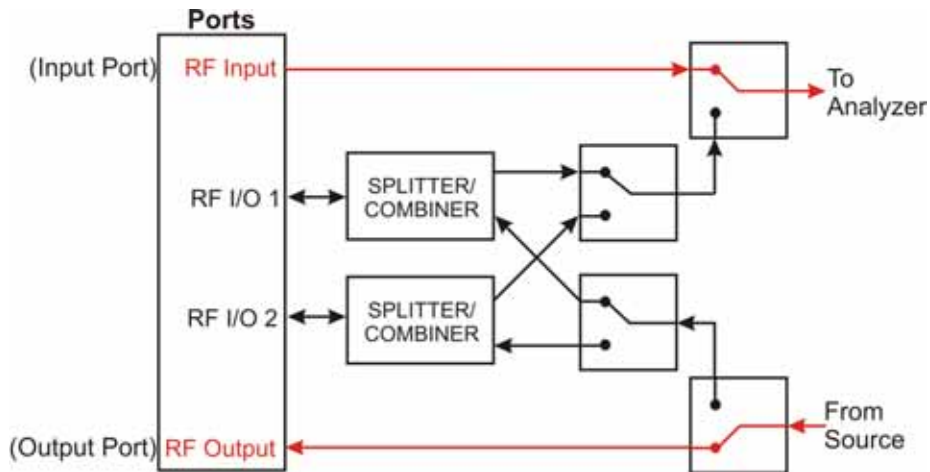 Ports
(Input Port) RF Input
To
Analyzer
RF I/O 1
SPLITTER/
COMBINER
RF I/O 2
SPLITTER/
COMBINER
(Output Port) RF Output
From
Source